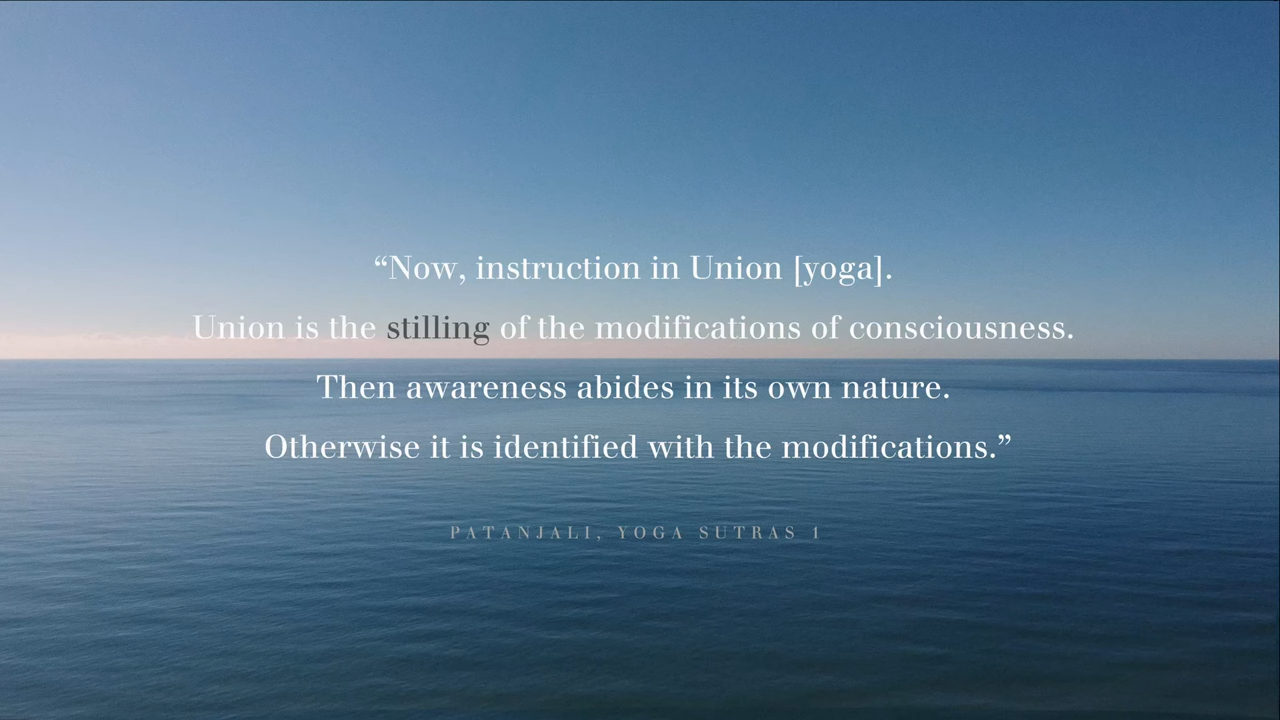 “Now, instruction in Union [yoga].
Union is the stilling of the modifications of consciousness.
Then awareness abides in its own nature.
Otherwise it is identified with the modifications.”
PATANJALI, YOGA SUTRAS 1